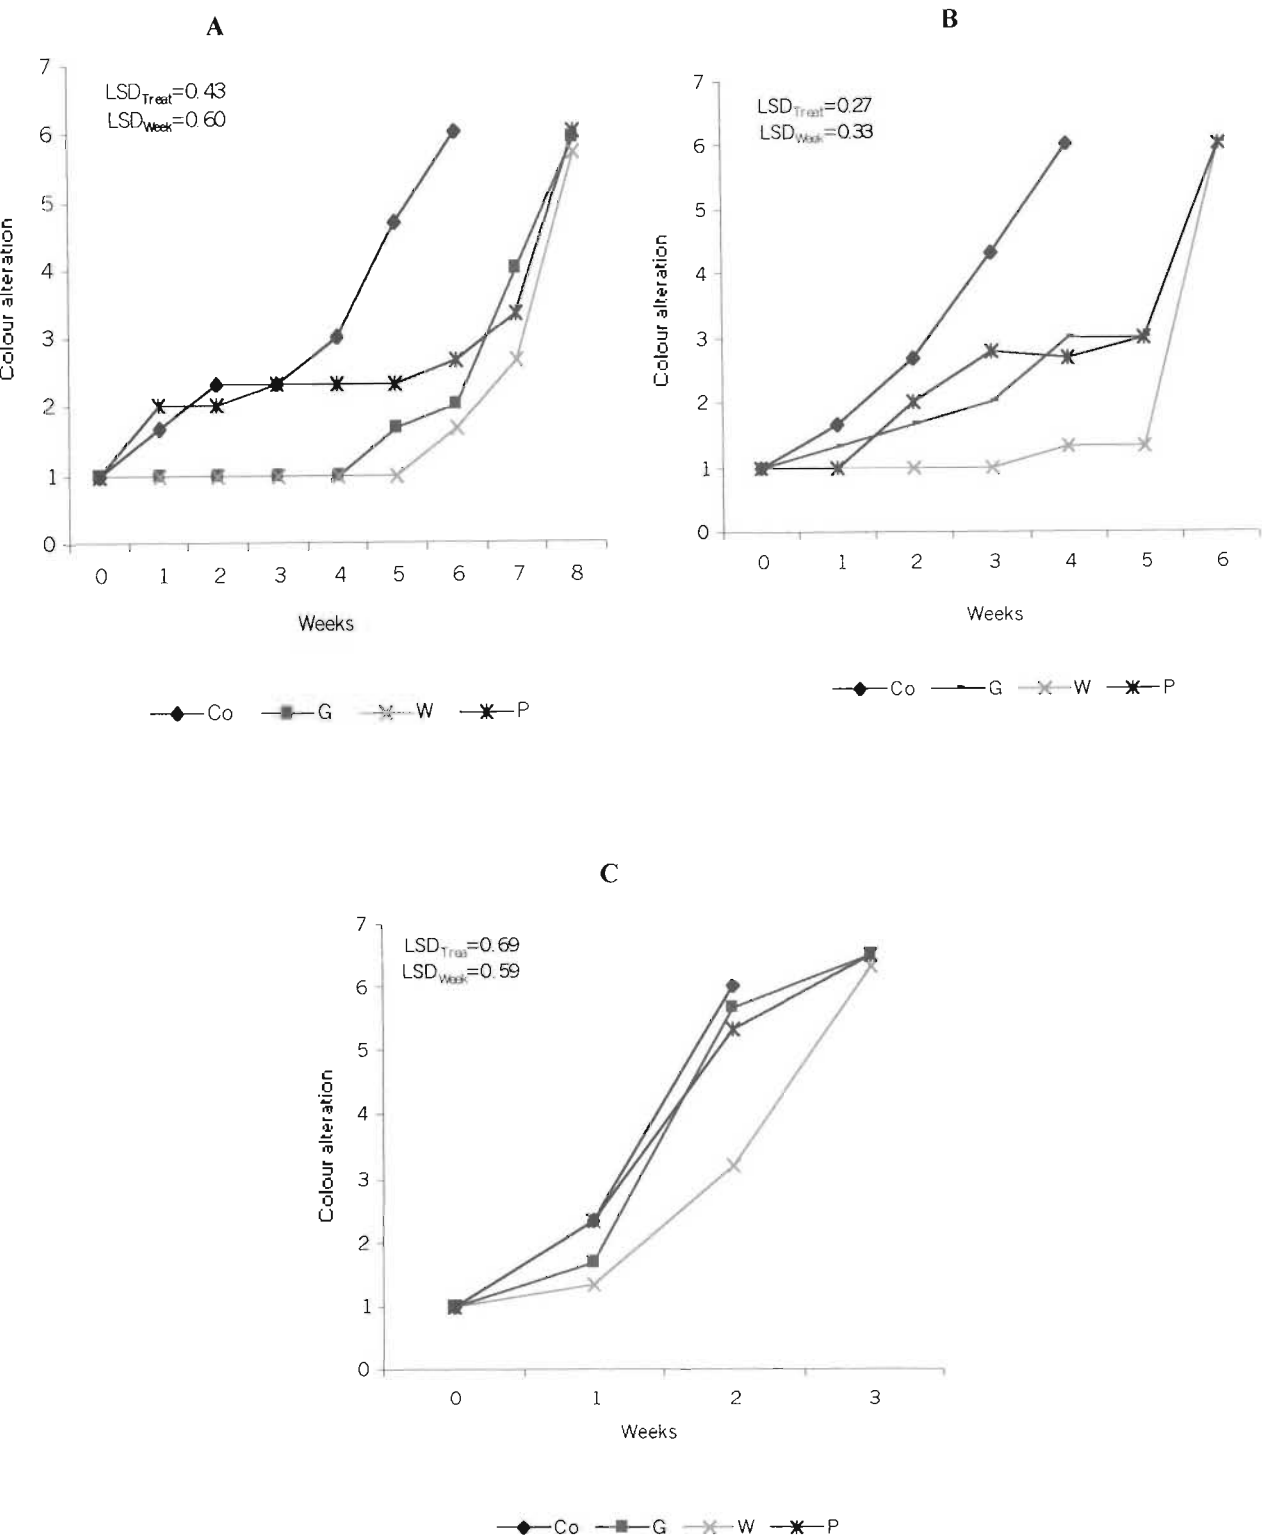 A
7
LSDTreat=0.43
LSDWeek=0.60
6
5
4
3
2
1
0
Colour alteration
0 1 2 3 4 5 6 7 8
Weeks
Co G W P
B
7
LSDTreat=0.27
LSDWeek=0.33
6
5
4
3
2
1
0
Colour alteration
0 1 2 3 4 5 6
Weeks
Co G W P
C
7
LSDTrea=0.69
LSDWeek=0.59
6
5
4
3
2
1
0
Colour alteration
0 1 2 3
Weeks
Co G W P